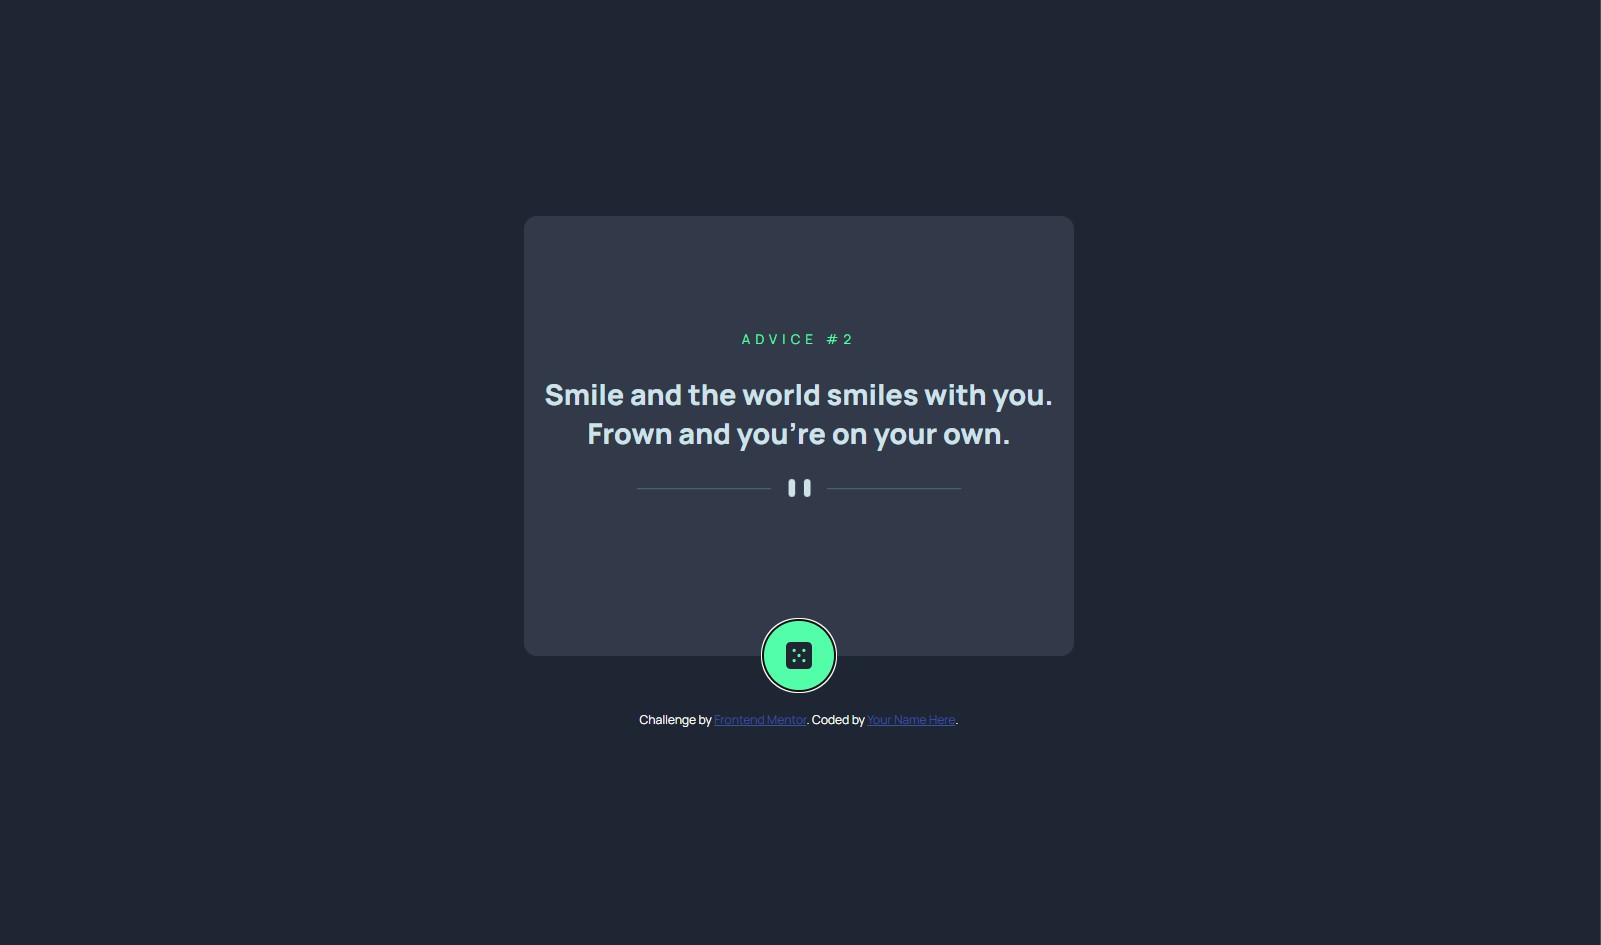 ADVICE #2
Smile and the world smiles with you.
Frown and you're on your own.
Challenge by Frontend Mentor. Coded by Your Name Here.